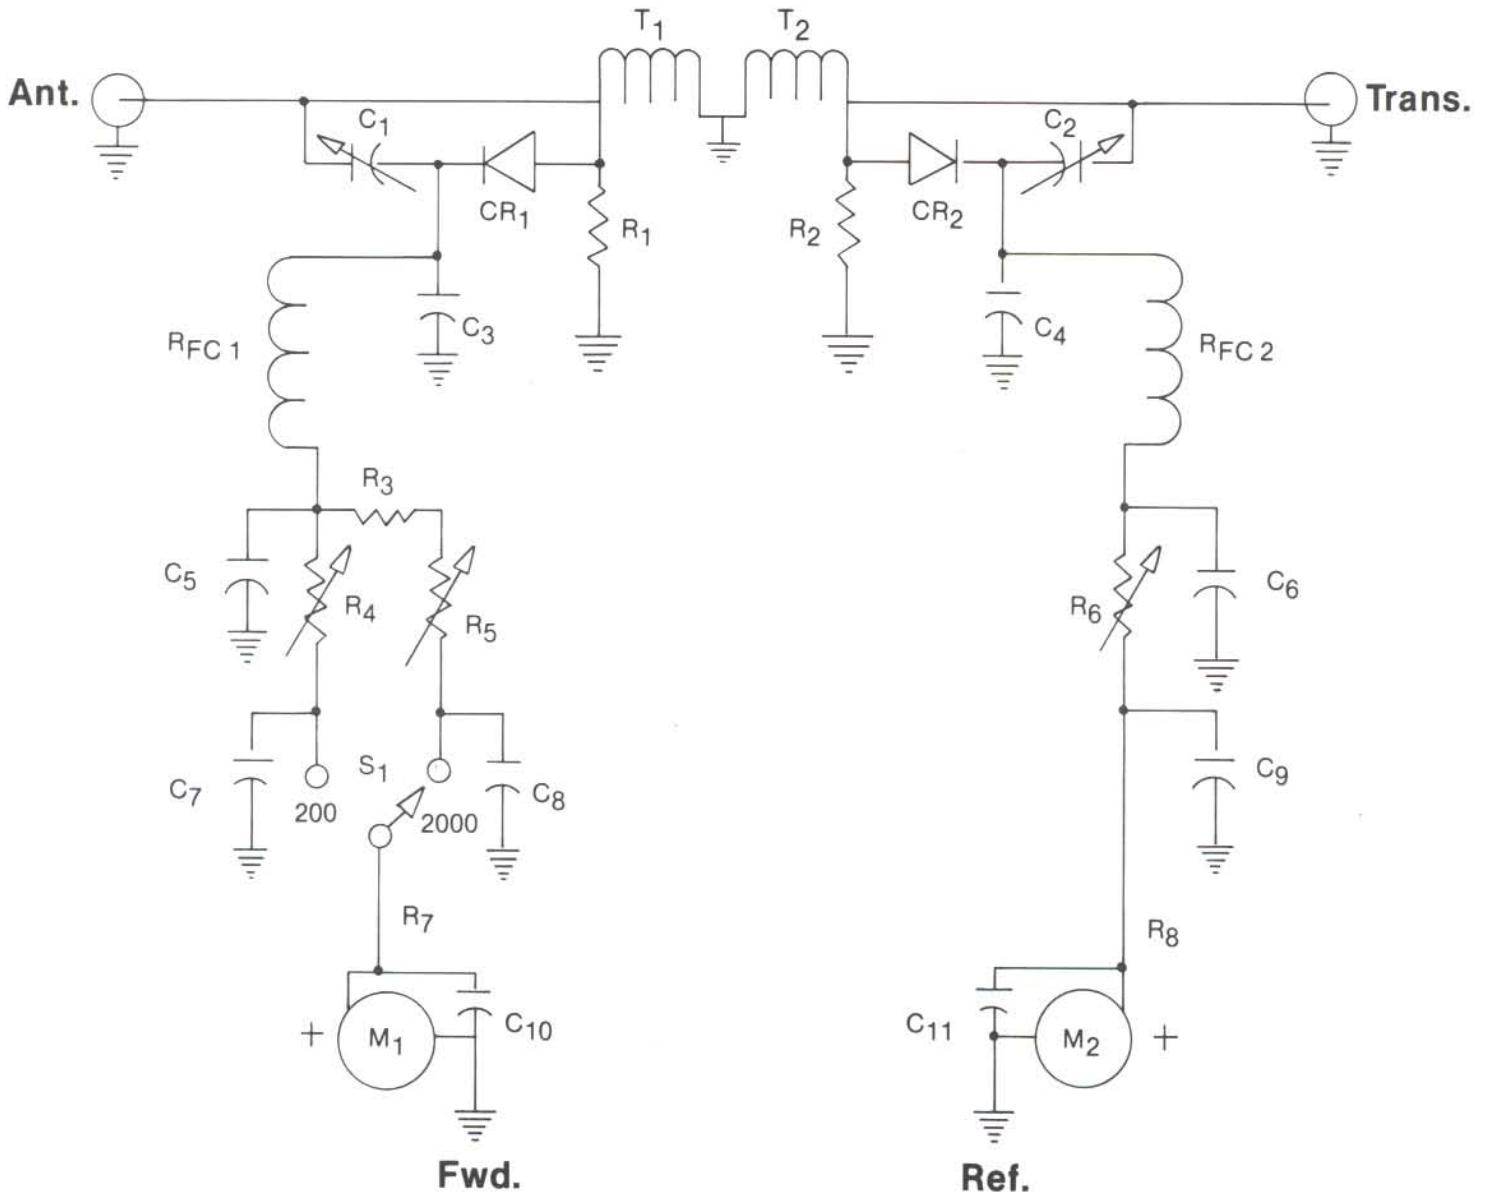 T1
T2
Ant.
Trans.
C1
C2
CR1
R1
R2
CR2
RFC 1
C3
C4
RFC 2
R3
C5
R4
R5
R6
C6
C7
200
S1
2000
C8
C9
R7
R8
+ M1
C10
C11
M2 +
Fwd.
Ref.